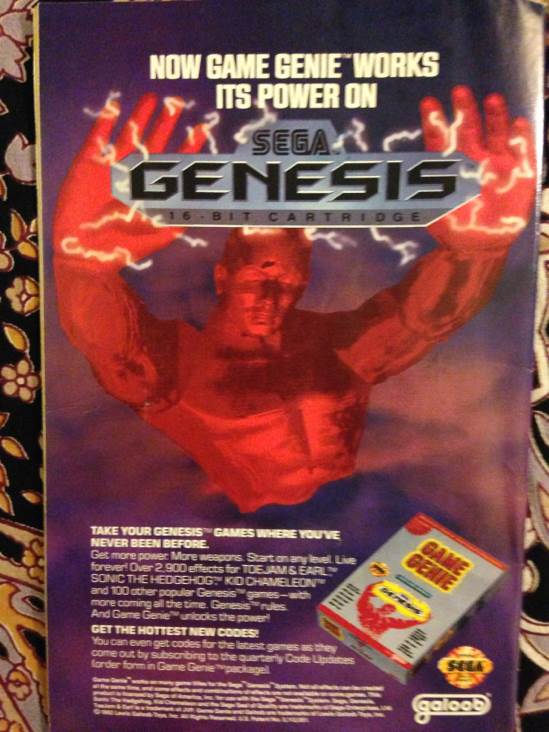 NOW GAME GENIE™ WORKS
ITS POWER ON
SEGA
GENESIS
16-BIT CARTRIDGE
TAKE YOUR GENESIS™ GAMES WHERE YOU'VE
NEVER BEEN BEFORE.
Get more power. More weapons. Start on any level. Live
forever! Over 2,900 effects for TOEJAM & EARL™
SONIC THE HEDGEHOG™ KID CHAMELEON™
and 100 other popular Genesis™ games—with
more coming all the time. Genesis™ rules.
And Game Genie™ unlocks the power!
GET THE HOTTEST NEW CODES!
You can even get codes for the latest games as they
come out by subscribing to the quarterly Code Updates
(order form in Game Genie™ package).
GAME
GENIE
GENESIS
SEGA
galoob